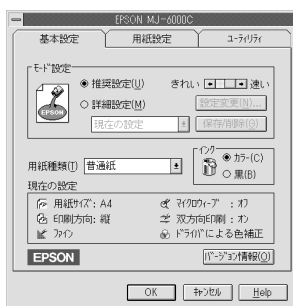 EPSON MJ-6000C
基本設定 用紙設定 ユーティリティ
モード設定
推奨設定(U) きれい 速い
詳細設定(M) 設定変更(N)...
現在の設定 保存/削除(G)
EPSON
インク
用紙種類(T) 普通紙 カラー(C)
黒(B)
現在の設定
用紙サイズ: A4 マイクロウィーブ : オフ
印刷方向: 縦 双方向印刷 : オン
ファイン ドライバによる色補正
EPSON バージョン情報(O)
OK キャンセル Help